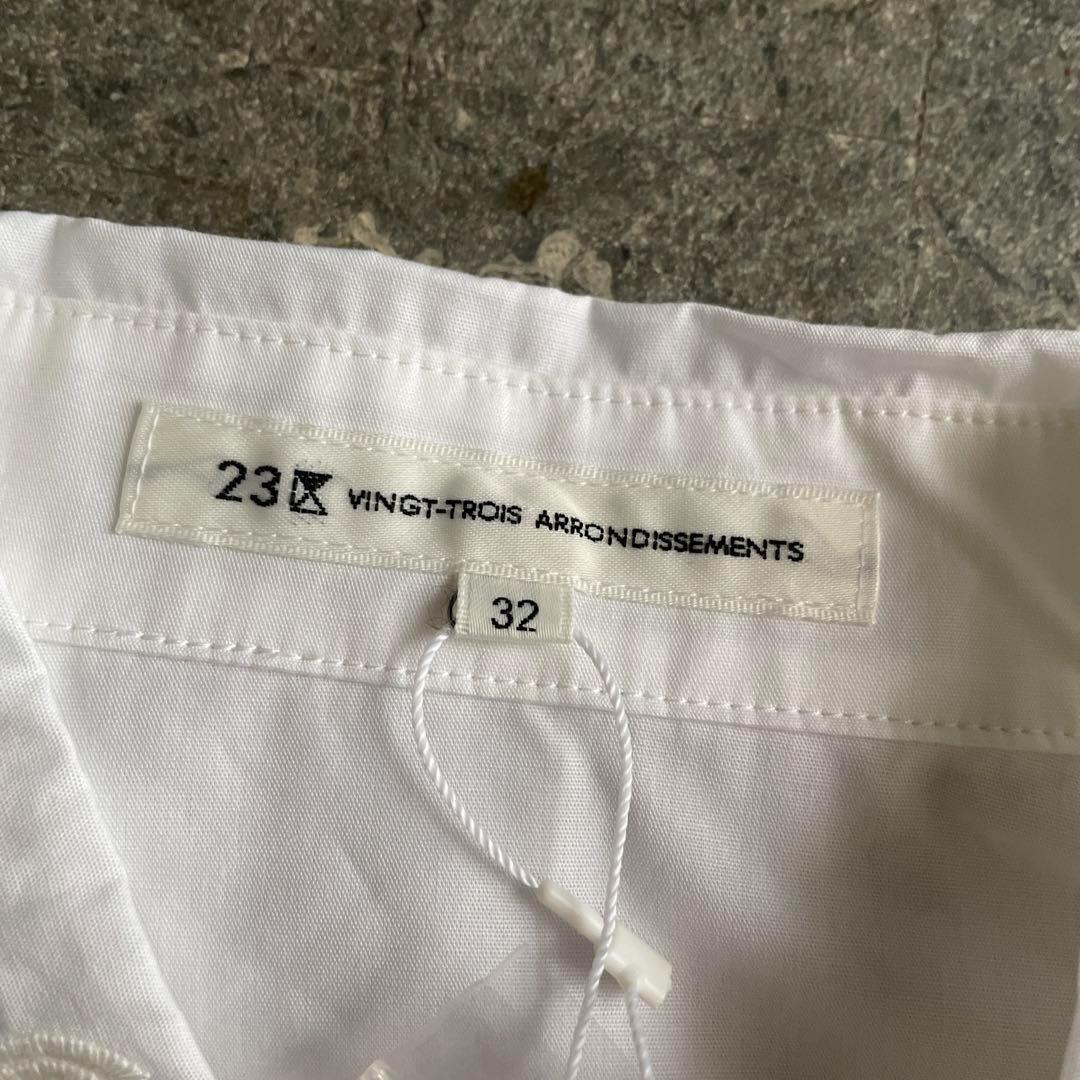 23区 VINGT-TROIS ARRONDISSEMENTS
32